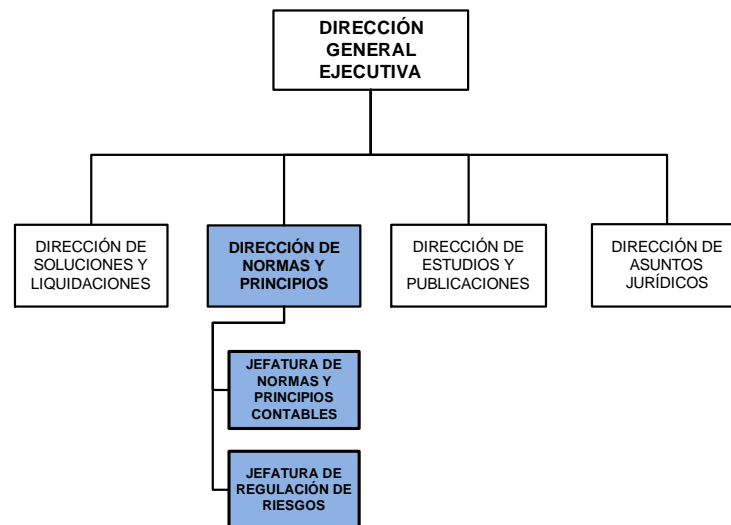 DIRECCIÓN
GENERAL
EJECUTIVA
DIRECCIÓN DE
SOLUCIONES Y
LIQUIDACIONES
DIRECCIÓN DE
NORMAS Y
PRINCIPIOS
DIRECCIÓN DE
ESTUDIOS Y
PUBLICACIONES
DIRECCIÓN DE
ASUNTOS
JURÍDICOS
JEFATURA DE
NORMAS Y
PRINCIPIOS
CONTABLES
JEFATURA DE
REGULACIÓN DE
RIESGOS